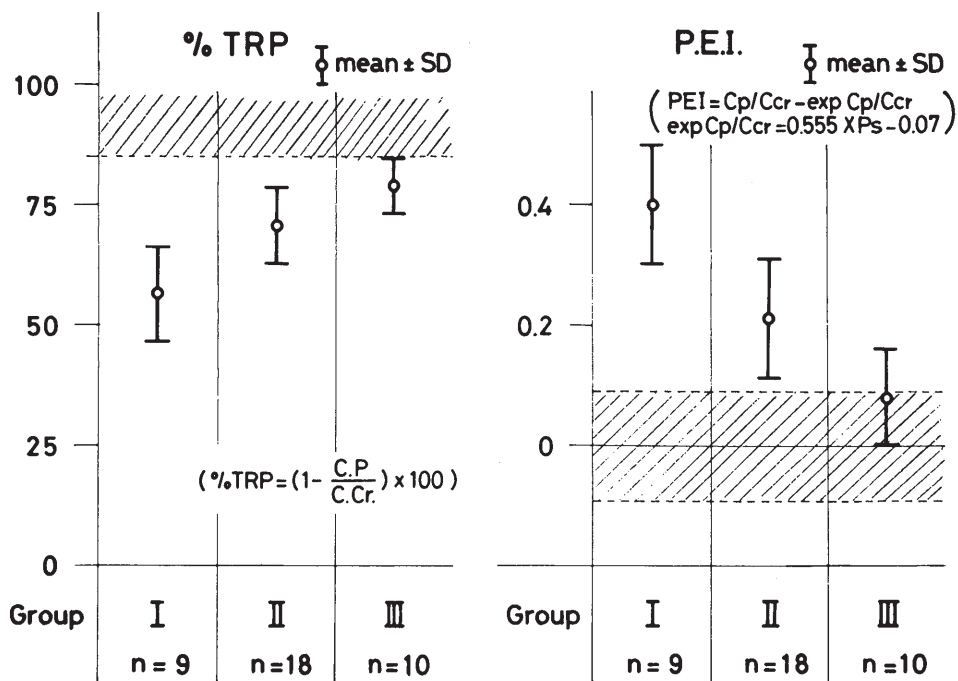 % TRP
mean ± SD
100
75
50
25
0
(%TRP=(1- C.P / C.Cr.) × 100 )
Group I II III
n = 9 n=18 n=10
P.E.I.
mean ± SD
( PEI = Cp/Ccr - exp Cp/Ccr
exp Cp/Ccr = 0.555 X Ps - 0.07 )
0.4
0.2
0
Group I II III
n = 9 n=18 n=10